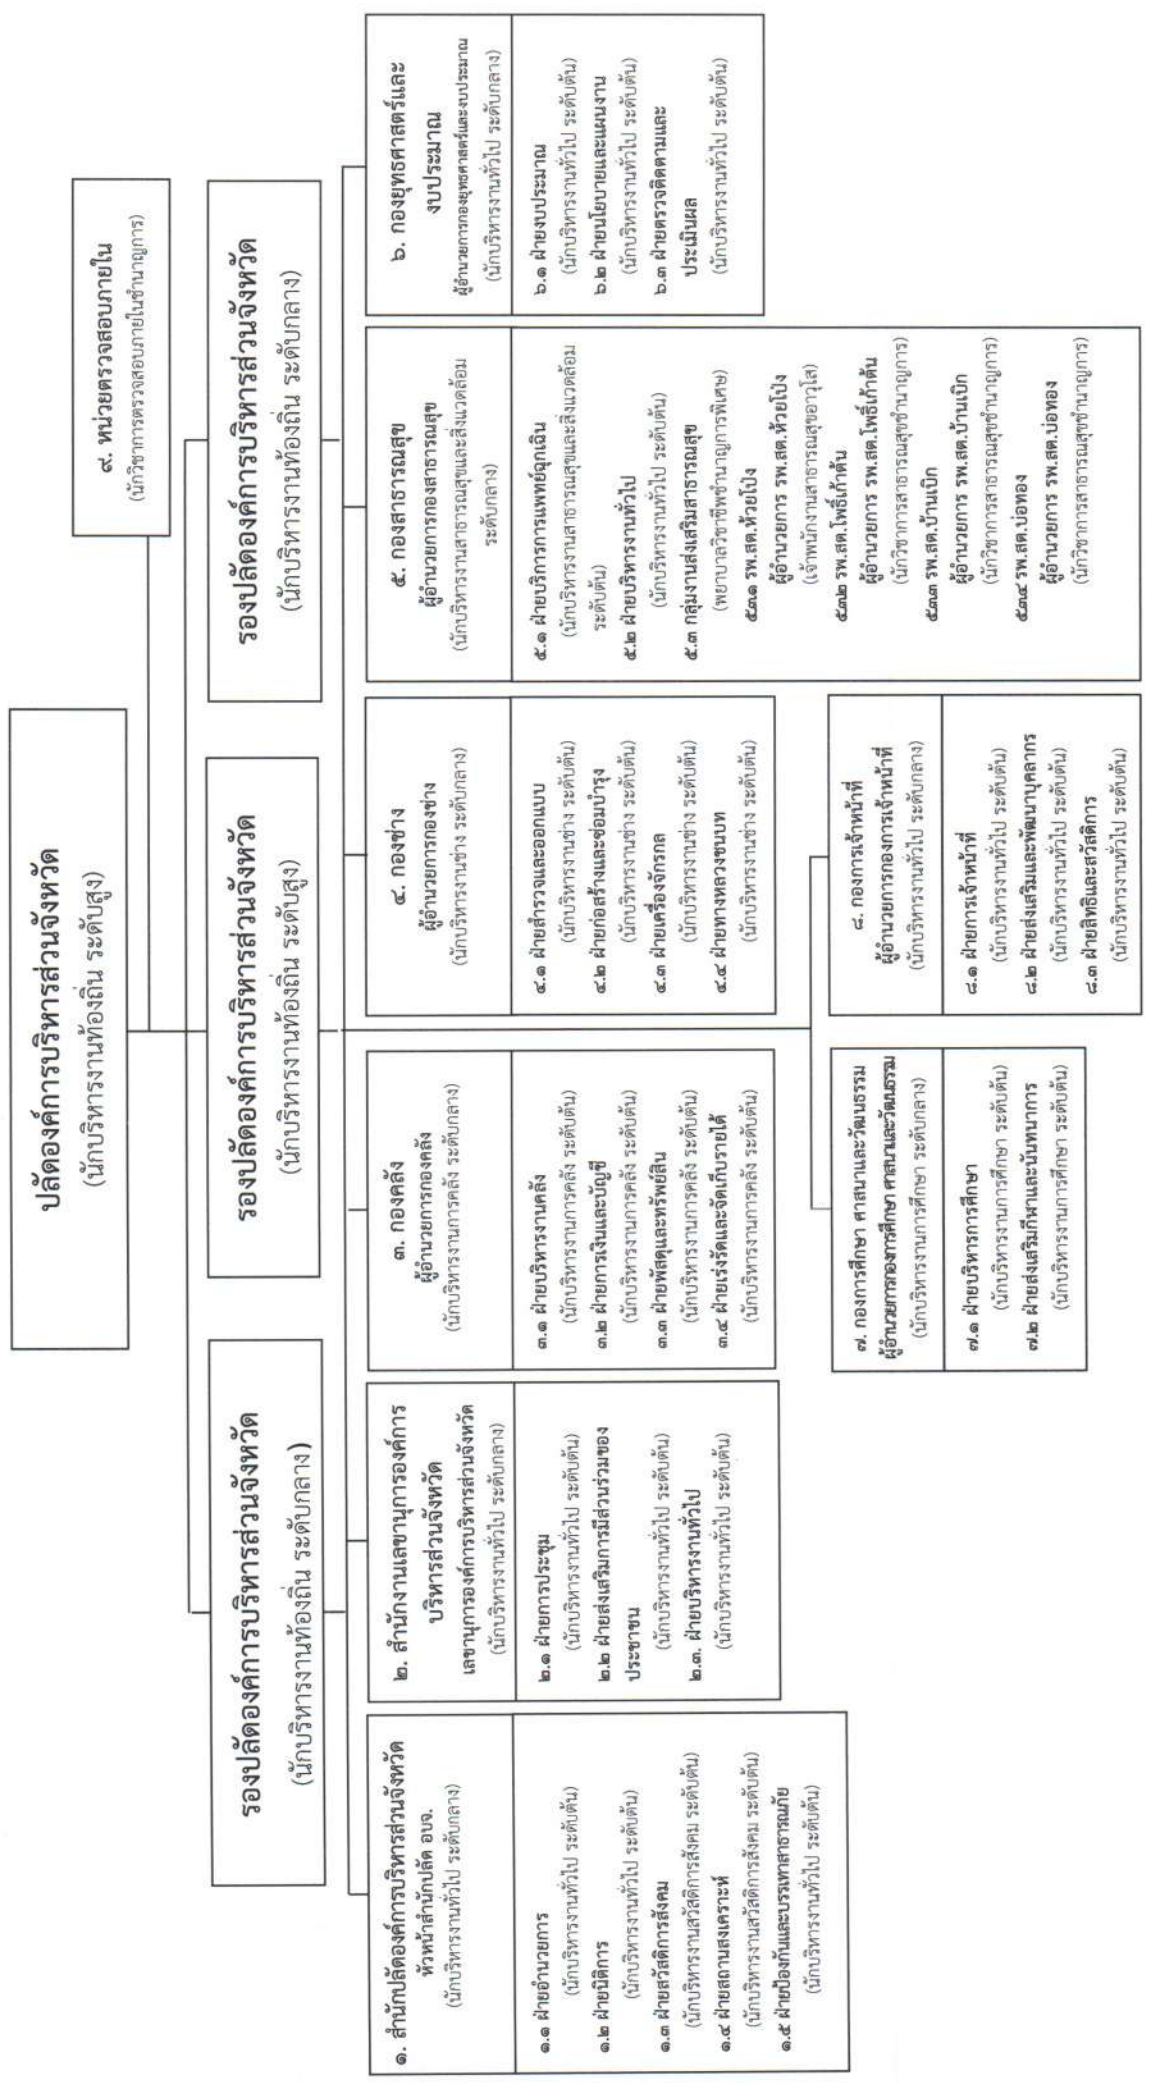 ปลัดองค์การบริหารส่วนจังหวัด
(นักบริหารงานท้องถิ่น ระดับสูง)
๙. หน่วยตรวจสอบภายใน
(นักวิชาการตรวจสอบภายในชำนาญการ)
รองปลัดองค์การบริหารส่วนจังหวัด
(นักบริหารงานท้องถิ่น ระดับกลาง)
รองปลัดองค์การบริหารส่วนจังหวัด
(นักบริหารงานท้องถิ่น ระดับสูง)
รองปลัดองค์การบริหารส่วนจังหวัด
(นักบริหารงานท้องถิ่น ระดับกลาง)
๑. สำนักปลัดองค์การบริหารส่วนจังหวัด
หัวหน้าสำนักปลัด อบจ.
(นักบริหารงานทั่วไป ระดับกลาง)
๑.๑ ฝ่ายอำนวยการ
(นักบริหารงานทั่วไป ระดับต้น)
๑.๒ ฝ่ายนิติการ
(นักบริหารงานทั่วไป ระดับต้น)
๑.๓ ฝ่ายสวัสดิการสังคม
(นักบริหารงานสวัสดิการสังคม ระดับต้น)
๑.๔ ฝ่ายสถานสงเคราะห์
(นักบริหารงานสวัสดิการสังคม ระดับต้น)
๑.๕ ฝ่ายป้องกันและบรรเทาสาธารณภัย
(นักบริหารงานทั่วไป ระดับต้น)
๒. สำนักงานเลขานุการองค์การ
บริหารส่วนจังหวัด
เลขานุการองค์การบริหารส่วนจังหวัด
(นักบริหารงานทั่วไป ระดับกลาง)
๒.๑ ฝ่ายการประชุม
(นักบริหารงานทั่วไป ระดับต้น)
๒.๒ ฝ่ายส่งเสริมการมีส่วนร่วมของ
ประชาชน
(นักบริหารงานทั่วไป ระดับต้น)
๒.๓. ฝ่ายบริหารงานทั่วไป
(นักบริหารงานทั่วไป ระดับต้น)
๓. กองคลัง
ผู้อำนวยการกองคลัง
(นักบริหารงานการคลัง ระดับกลาง)
๓.๑ ฝ่ายบริหารงานคลัง
(นักบริหารงานการคลัง ระดับต้น)
๓.๒ ฝ่ายการเงินและบัญชี
(นักบริหารงานการคลัง ระดับต้น)
๓.๓ ฝ่ายพัสดุและทรัพย์สิน
(นักบริหารงานการคลัง ระดับต้น)
๓.๔ ฝ่ายเร่งรัดและจัดเก็บรายได้
(นักบริหารงานการคลัง ระดับต้น)
๔. กองช่าง
ผู้อำนวยการกองช่าง
(นักบริหารงานช่าง ระดับกลาง)
๔.๑ ฝ่ายสำรวจและออกแบบ
(นักบริหารงานช่าง ระดับต้น)
๔.๒ ฝ่ายก่อสร้างและซ่อมบำรุง
(นักบริหารงานช่าง ระดับต้น)
๔.๓ ฝ่ายเครื่องจักรกล
(นักบริหารงานช่าง ระดับต้น)
๔.๔ ฝ่ายทางหลวงชนบท
(นักบริหารงานช่าง ระดับต้น)
๕. กองสาธารณสุข
ผู้อำนวยการกองสาธารณสุข
(นักบริหารงานสาธารณสุขและสิ่งแวดล้อม
ระดับกลาง)
๕.๑ ฝ่ายบริการการแพทย์ฉุกเฉิน
(นักบริหารงานสาธารณสุขและสิ่งแวดล้อม
ระดับต้น)
๕.๒ ฝ่ายบริหารงานทั่วไป
(นักบริหารงานทั่วไป ระดับต้น)
๕.๓ กลุ่มงานส่งเสริมสาธารณสุข
(พยาบาลวิชาชีพชำนาญการพิเศษ)
๕.๓.๑ รพ.สต.ห้วยโป่ง
ผู้อำนวยการ รพ.สต.ห้วยโป่ง
(เจ้าพนักงานสาธารณสุขอาวุโส)
๕.๓.๒ รพ.สต.โพธิ์เก้าต้น
ผู้อำนวยการ รพ.สต.โพธิ์เก้าต้น
(นักวิชาการสาธารณสุขชำนาญการ)
๕.๓.๓ รพ.สต.บ้านเบิก
ผู้อำนวยการ รพ.สต.บ้านเบิก
(นักวิชาการสาธารณสุขชำนาญการ)
๕.๓.๔ รพ.สต.บ่อทอง
ผู้อำนวยการ รพ.สต.บ่อทอง
(นักวิชาการสาธารณสุขชำนาญการ)
๖. กองยุทธศาสตร์และ
งบประมาณ
ผู้อำนวยการกองยุทธศาสตร์และงบประมาณ
(นักบริหารงานทั่วไป ระดับกลาง)
๖.๑ ฝ่ายงบประมาณ
(นักบริหารงานทั่วไป ระดับต้น)
๖.๒ ฝ่ายนโยบายและแผนงาน
(นักบริหารงานทั่วไป ระดับต้น)
๖.๓ ฝ่ายตรวจติดตามและ
ประเมินผล
(นักบริหารงานทั่วไป ระดับต้น)
๗. กองการศึกษา ศาสนาและวัฒนธรรม
ผู้อำนวยการกองการศึกษา ศาสนาและวัฒนธรรม
(นักบริหารงานการศึกษา ระดับกลาง)
๗.๑ ฝ่ายบริหารการศึกษา
(นักบริหารงานการศึกษา ระดับต้น)
๗.๒ ฝ่ายส่งเสริมกีฬาและนันทนาการ
(นักบริหารงานการศึกษา ระดับต้น)
๘. กองการเจ้าหน้าที่
ผู้อำนวยการกองการเจ้าหน้าที่
(นักบริหารงานทั่วไป ระดับกลาง)
๘.๑ ฝ่ายการเจ้าหน้าที่
(นักบริหารงานทั่วไป ระดับต้น)
๘.๒ ฝ่ายส่งเสริมและพัฒนาบุคลากร
(นักบริหารงานทั่วไป ระดับต้น)
๘.๓ ฝ่ายสิทธิและสวัสดิการ
(นักบริหารงานทั่วไป ระดับต้น)